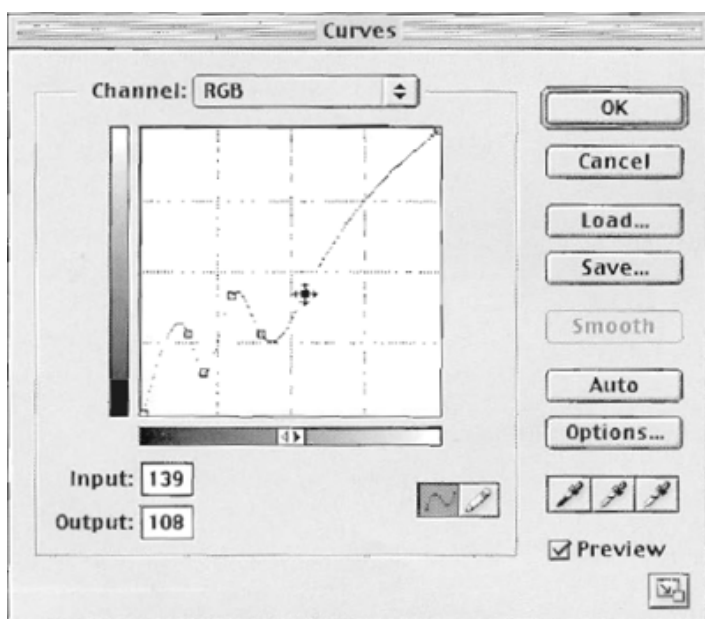 Curves
Channel: RGB
OK
Cancel
Load...
Save...
Smooth
Auto
Options...
Input: 139
Output: 108
Preview